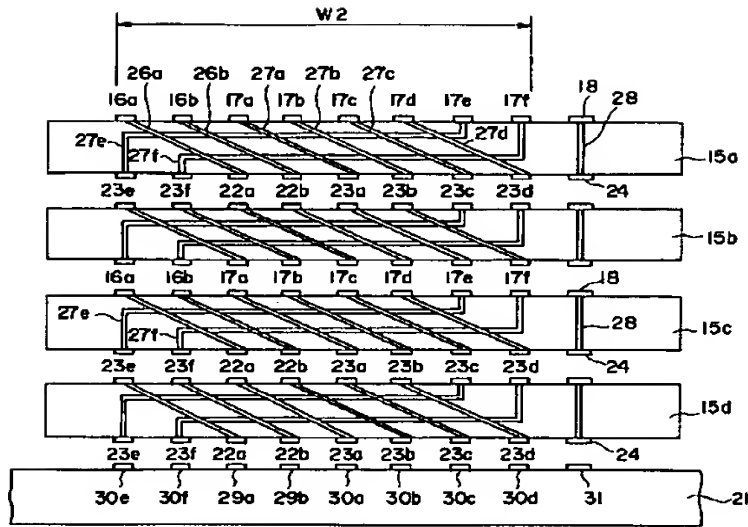 W2
26a 26b 27a 27b 27c
16a 16b 17a 17b 17c 17d 17e 17f 18
28
27e 27f 27d 15a
23e 23f 22a 22b 23a 23b 23c 23d 24
15b
16a 16b 17a 17b 17c 17d 17e 17f 18
27e 27f 28 15c
23e 23f 22a 22b 23a 23b 23c 23d 24
15d
23e 23f 22a 22b 23a 23b 23c 23d 24
30e 30f 29a 29b 30a 30b 30c 30d 31 21